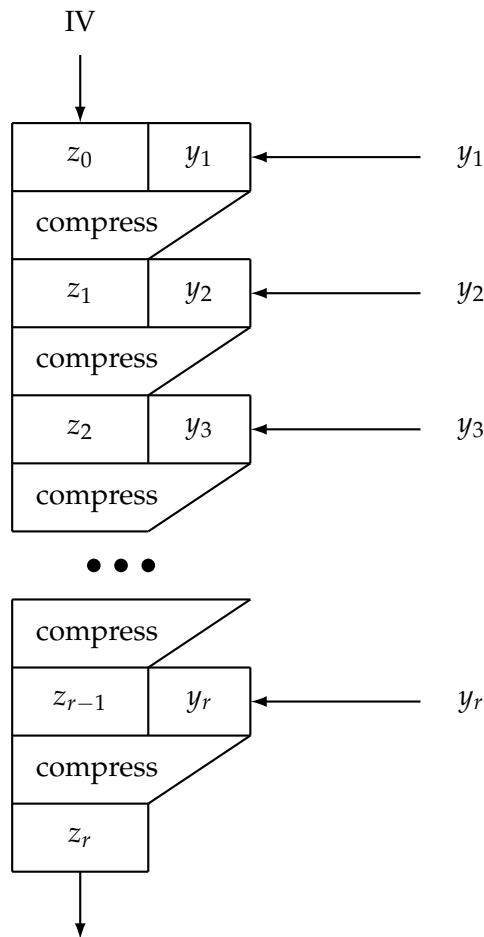 IV
z₀ y₁ y₁
compress
z₁ y₂ y₂
compress
z₂ y₃ y₃
compress
•••
compress
zᵣ₋₁ yᵣ yᵣ
compress
zᵣ